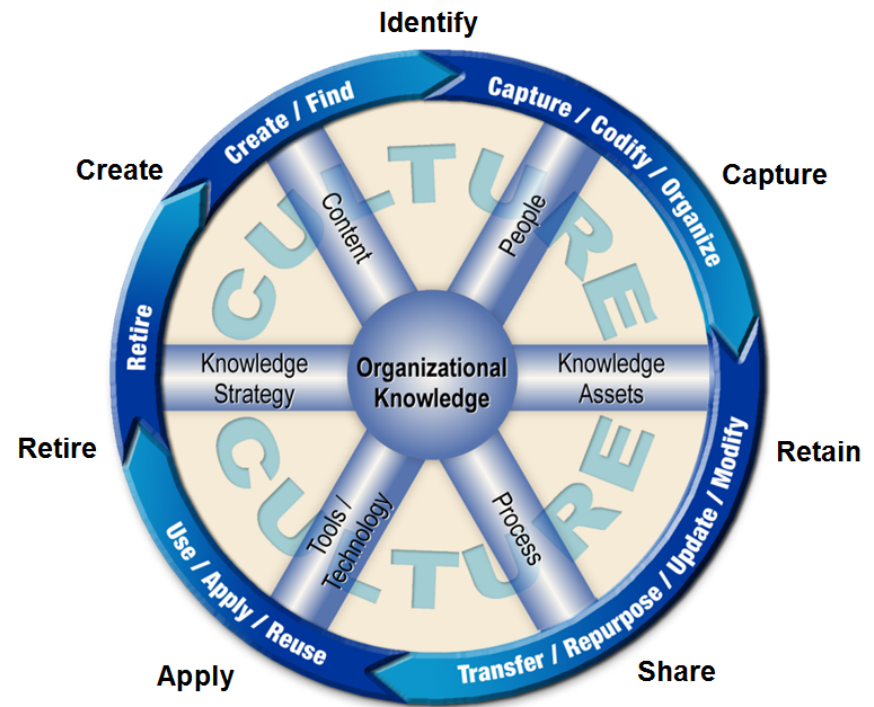 Identify
Create / Find
Capture / Codify / Organize
Create
Capture
CULTURE
Content
People
Retire
Knowledge
Strategy
Organizational
Knowledge
Knowledge
Assets
Retire
Retain
CULTURE
Tools /
Technology
Process
Use / Apply / Reuse
Transfer / Repurpose / Update / Modify
Apply
Share